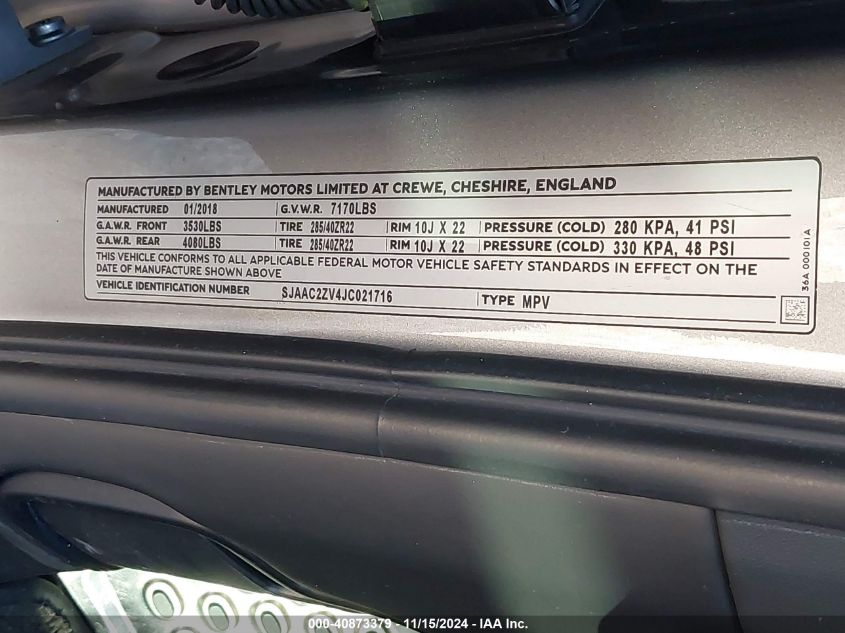 MANUFACTURED BY BENTLEY MOTORS LIMITED AT CREWE, CHESHIRE, ENGLAND
MANUFACTURED 01/2018 G.V.W.R. 7170LBS
G.A.W.R. FRONT 3530LBS TIRE 285/40ZR22 RIM 10J X 22 PRESSURE (COLD) 280 KPA, 41 PSI
G.A.W.R. REAR 4080LBS TIRE 285/40ZR22 RIM 10J X 22 PRESSURE (COLD) 330 KPA, 48 PSI
THIS VEHICLE CONFORMS TO ALL APPLICABLE FEDERAL MOTOR VEHICLE SAFETY STANDARDS IN EFFECT ON THE
DATE OF MANUFACTURE SHOWN ABOVE
VEHICLE IDENTIFICATION NUMBER SJAAC2ZV4JC021716 TYPE MPV
36A 000101A
000-40873379 - 11/15/2024 - IAA Inc.